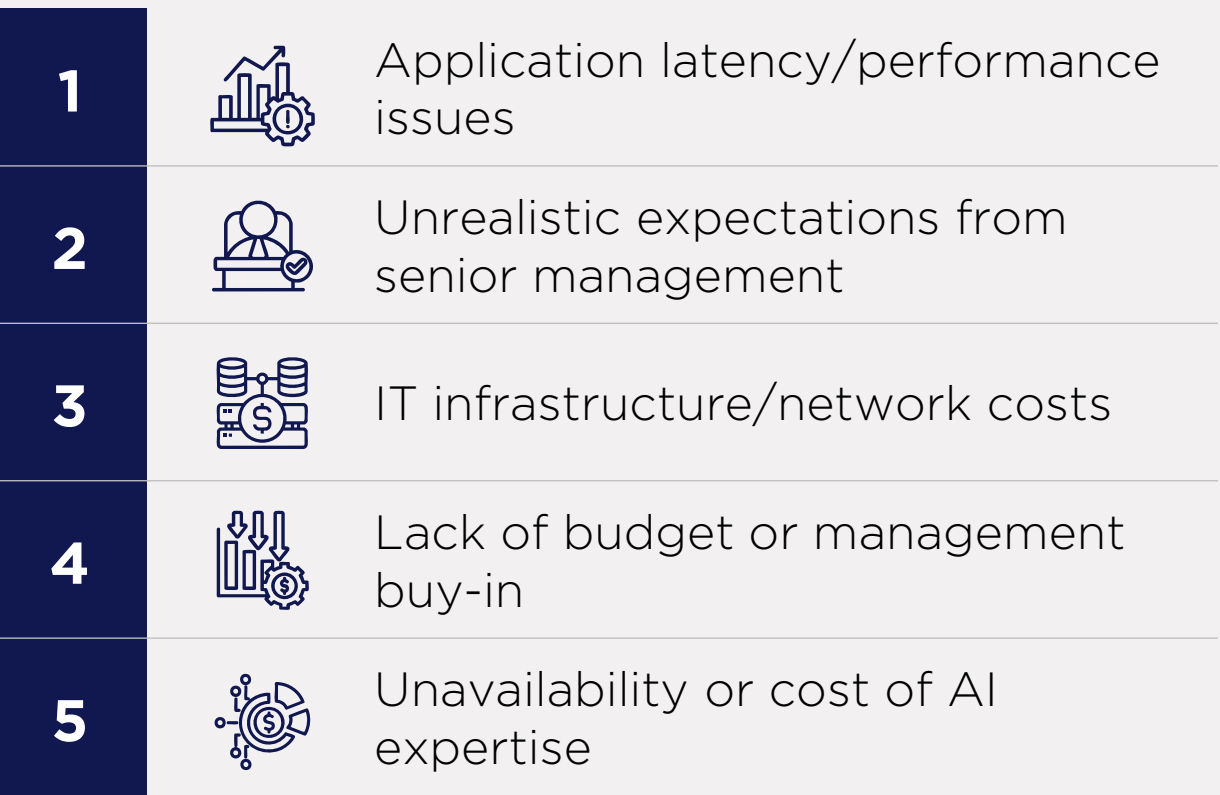 1
Application latency/performance
issues
2
Unrealistic expectations from
senior management
3
$
IT infrastructure/network costs
4
$
Lack of budget or management
buy-in
5
$
Unavailability or cost of AI
expertise